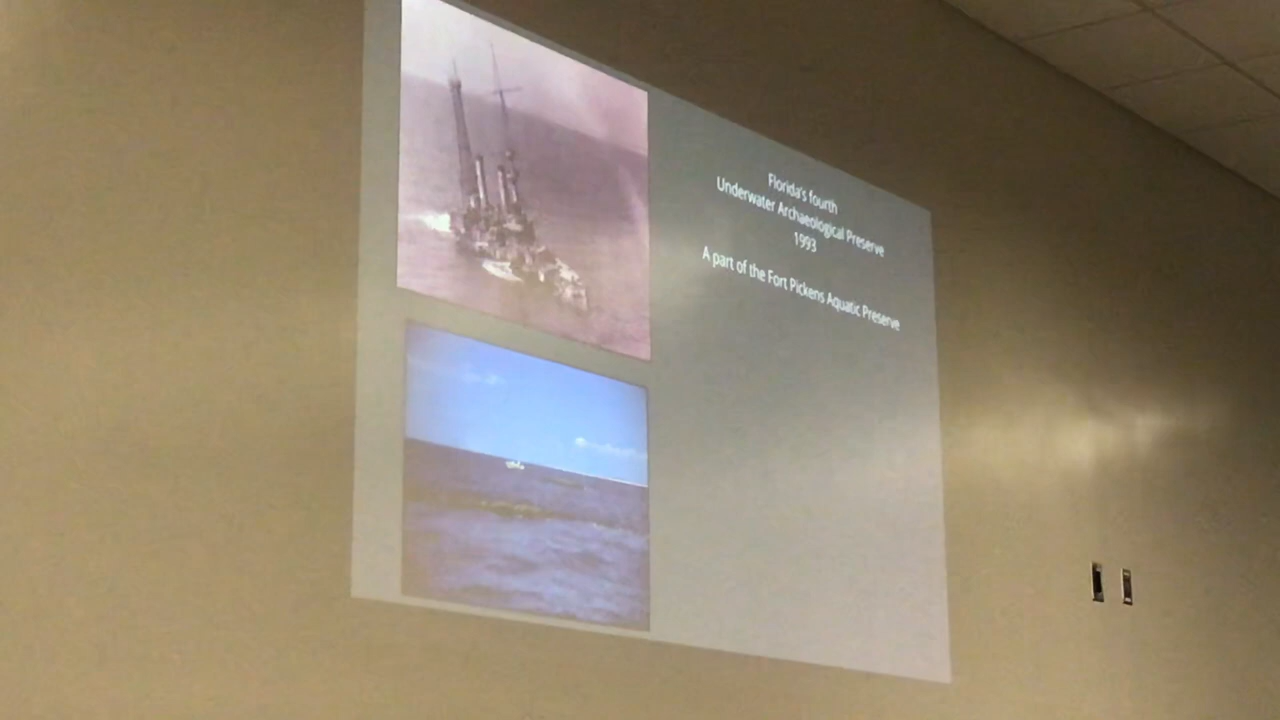 Florida's fourth
Underwater Archaeological Preserve
1993
A part of the Fort Pickens Aquatic Preserve